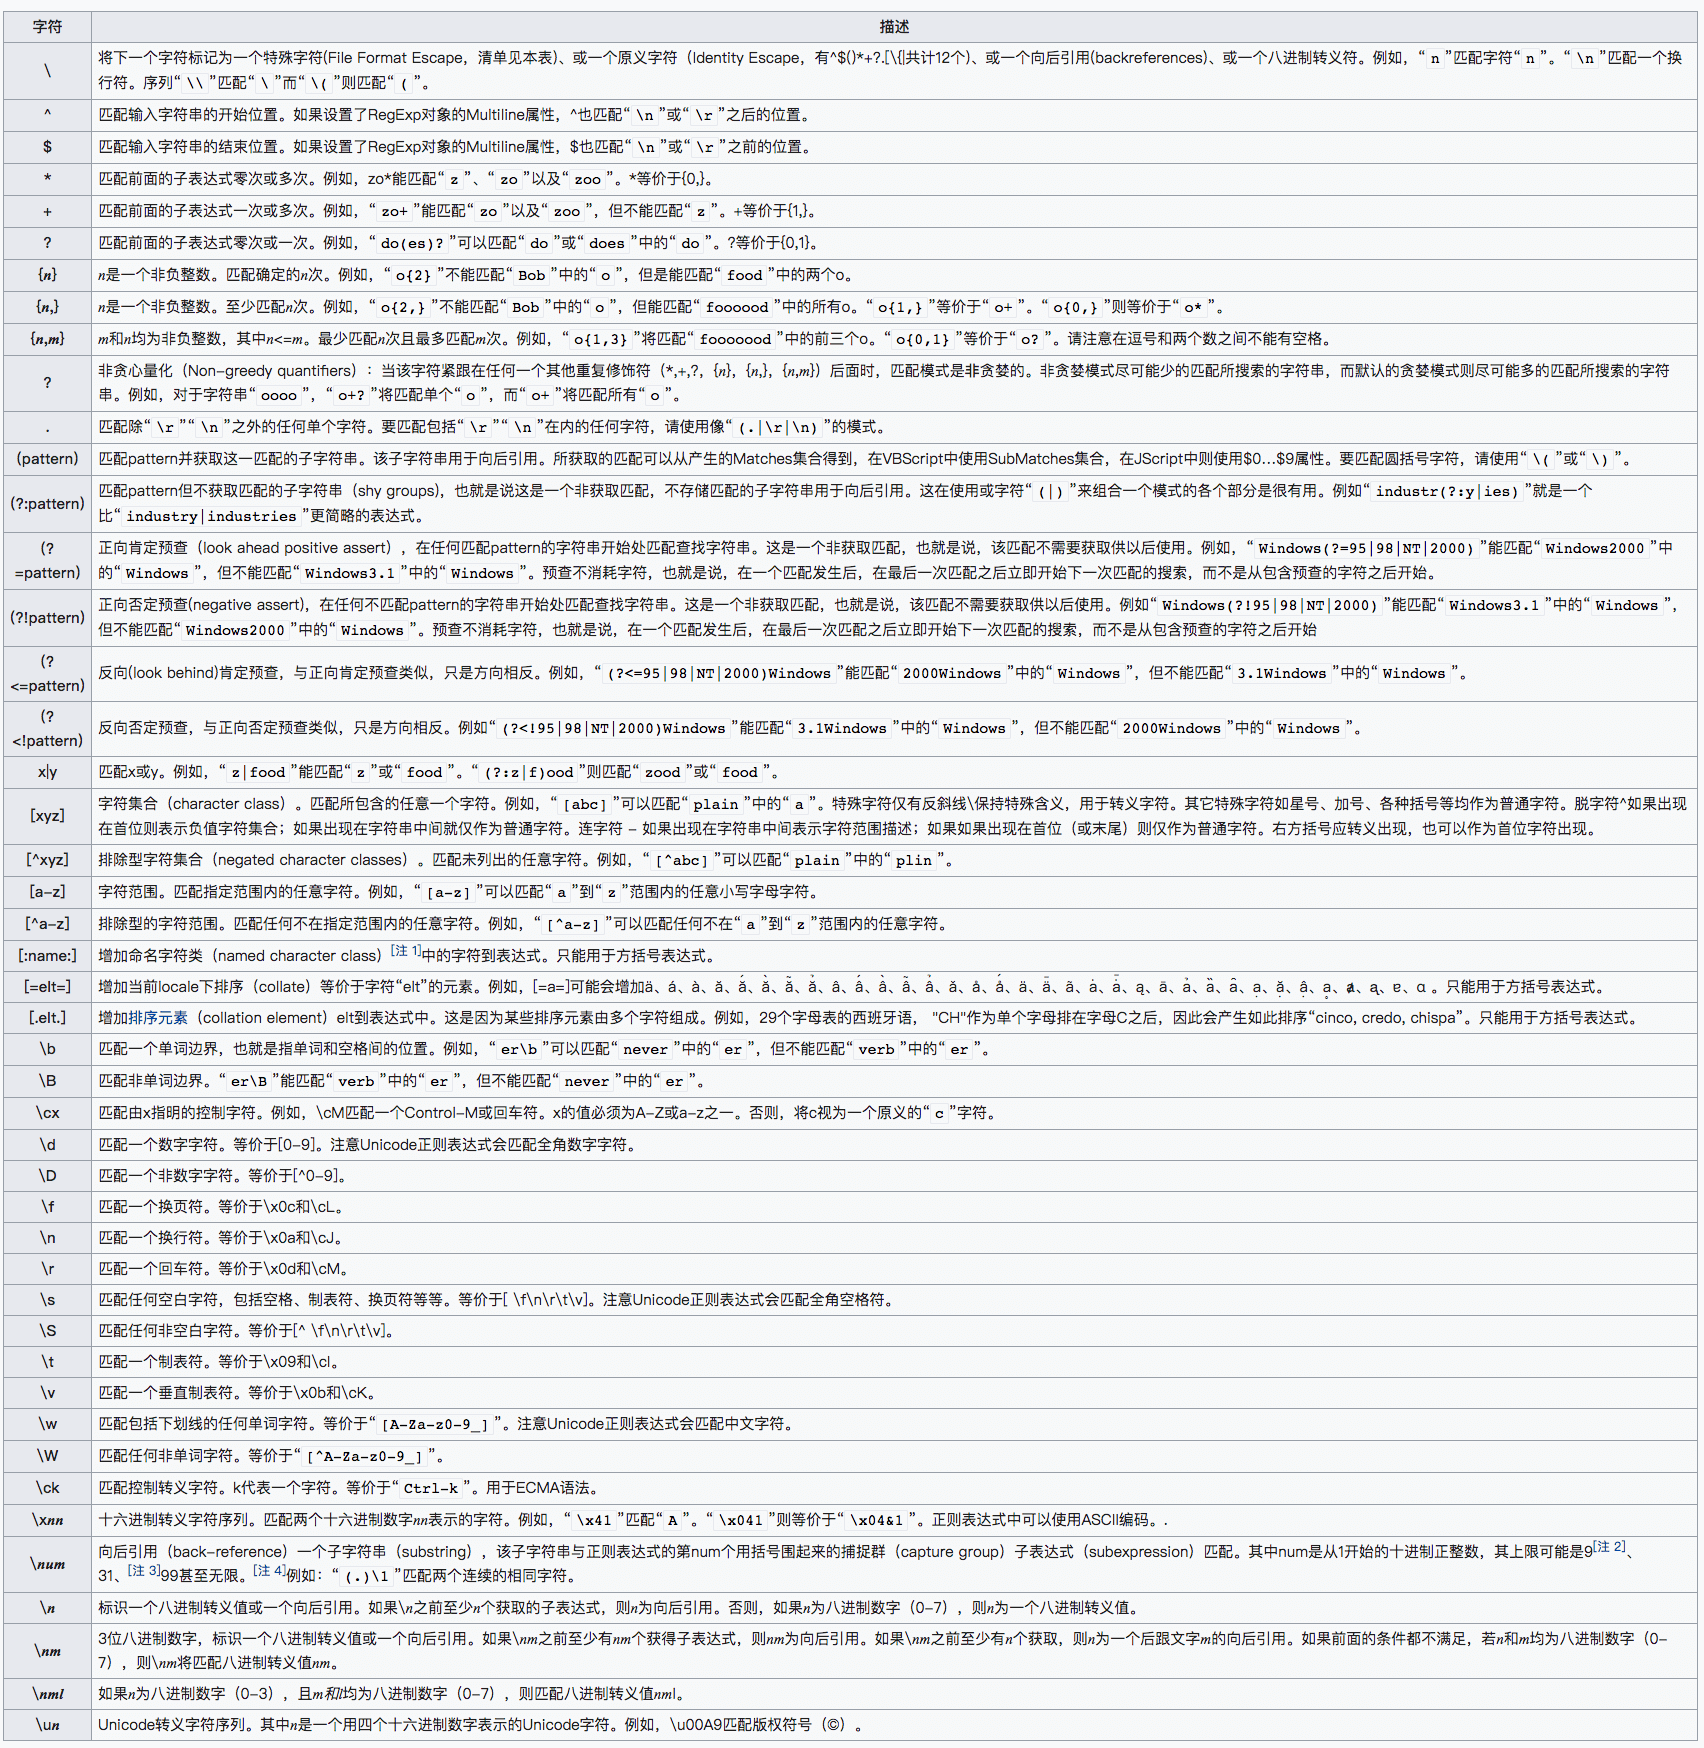 字符 描述
\ 将下一个字符标记为一个特殊字符(File Format Escape，清单见本表)、或一个原义字符（Identity Escape，有^$()*+?.[\{|共计12个)、或一个向后引用(backreferences)、或一个八进制转义符。例如，“ n ”匹配字符“ n ”。“ \n ”匹配一个换
行符。序列“ \\ ”匹配“ \ ”而“ \( ”则匹配“ ( ”。
^ 匹配输入字符串的开始位置。如果设置了RegExp对象的Multiline属性，^也匹配“ \n ”或“ \r ”之后的位置。
$ 匹配输入字符串的结束位置。如果设置了RegExp对象的Multiline属性，$也匹配“ \n ”或“ \r ”之前的位置。
* 匹配前面的子表达式零次或多次。例如，zo*能匹配“ z ”、“ zo ”以及“ zoo ”。*等价于{0,}。
+ 匹配前面的子表达式一次或多次。例如，“ zo+ ”能匹配“ zo ”以及“ zoo ”，但不能匹配“ z ”。+等价于{1,}。
? 匹配前面的子表达式零次或一次。例如，“ do(es)? ”可以匹配“ do ”或“ does ”中的“ do ”。?等价于{0,1}。
{n} n是一个非负整数。匹配确定的n次。例如，“ o{2} ”不能匹配“ Bob ”中的“ o ”，但是能匹配“ food ”中的两个o。
{n,} n是一个非负整数。至少匹配n次。例如，“ o{2,} ”不能匹配“ Bob ”中的“ o ”，但能匹配“ foooood ”中的所有o。“ o{1,} ”等价于“ o+ ”。“ o{0,} ”则等价于“ o* ”。
{n,m} m和n均为非负整数，其中n<=m。最少匹配n次且最多匹配m次。例如，“ o{1,3} ”将匹配“ fooooood ”中的前三个o。“ o{0,1} ”等价于“ o? ”。请注意在逗号和两个数之间不能有空格。
? 非贪心量化（Non-greedy quantifiers）：当该字符紧跟在任何一个其他重复修饰符（*,+,?，{n}，{n,}，{n,m}）后面时，匹配模式是非贪婪的。非贪婪模式尽可能少的匹配所搜索的字符串，而默认的贪婪模式则尽可能多的匹配所搜索的字符
串。例如，对于字符串“ oooo ”，“ o+? ”将匹配单个“ o ”，而“ o+ ”将匹配所有“ o ”。
. 匹配除“ \r ”“ \n ”之外的任何单个字符。要匹配包括“ \r ”“ \n ”在内的任何字符，请使用像“ (.|\r|\n) ”的模式。
(pattern) 匹配pattern并获取这一匹配的子字符串。该子字符串用于向后引用。所获取的匹配可以从产生的Matches集合得到，在VBScript中使用SubMatches集合，在JScript中则使用$0…$9属性。要匹配圆括号字符，请使用“ \( ”或“ \) ”。
(?:pattern) 匹配pattern但不获取匹配的子字符串（shy groups)，也就是说这是一个非获取匹配，不存储匹配的子字符串用于向后引用。这在使用或字符“ (|) ”来组合一个模式的各个部分是很有用。例如“ industr(?:y|ies) ”就是一个
比“ industry|industries ”更简略的表达式。
(?
=pattern) 正向肯定预查（look ahead positive assert），在任何匹配pattern的字符串开始处匹配查找字符串。这是一个非获取匹配，也就是说，该匹配不需要获取供以后使用。例如，“ Windows(?=95|98|NT|2000) ”能匹配“ Windows2000 ”中
的“ Windows ”，但不能匹配“ Windows3.1 ”中的“ Windows ”。预查不消耗字符，也就是说，在一个匹配发生后，在最后一次匹配之后立即开始下一次匹配的搜索，而不是从包含预查的字符之后开始。
(?!pattern) 正向否定预查(negative assert)，在任何不匹配pattern的字符串开始处匹配查找字符串。这是一个非获取匹配，也就是说，该匹配不需要获取供以后使用。例如“ Windows(?!95|98|NT|2000) ”能匹配“ Windows3.1 ”中的“ Windows ”，
但不能匹配“ Windows2000 ”中的“ Windows ”。预查不消耗字符，也就是说，在一个匹配发生后，在最后一次匹配之后立即开始下一次匹配的搜索，而不是从包含预查的字符之后开始
(?
<=pattern) 反向(look behind)肯定预查，与正向肯定预查类似，只是方向相反。例如，“ (?<=95|98|NT|2000)Windows ”能匹配“ 2000Windows ”中的“ Windows ”，但不能匹配“ 3.1Windows ”中的“ Windows ”。
(?
<!pattern) 反向否定预查，与正向否定预查类似，只是方向相反。例如“ (?<!95|98|NT|2000)Windows ”能匹配“ 3.1Windows ”中的“ Windows ”，但不能匹配“ 2000Windows ”中的“ Windows ”。
x|y 匹配x或y。例如，“ z|food ”能匹配“ z ”或“ food ”。“ (?:z|f)ood ”则匹配“ zood ”或“ food ”。
[xyz] 字符集合（character class）。匹配所包含的任意一个字符。例如，“ [abc] ”可以匹配“ plain ”中的“ a ”。特殊字符仅有反斜线\保持特殊含义，用于转义字符。其它特殊字符如星号、加号、各种括号等均作为普通字符。脱字符^如果出现
在首位则表示负值字符集合；如果出现在字符串中间就仅作为普通字符。连字符 - 如果出现在字符串中间表示字符范围描述；如果如果出现在首位（或末尾）则仅作为普通字符。右方括号应转义出现，也可以作为首位字符出现。
[^xyz] 排除型字符集合（negated character classes）。匹配未列出的任意字符。例如，“ [^abc] ”可以匹配“ plain ”中的“ plin ”。
[a-z] 字符范围。匹配指定范围内的任意字符。例如，“ [a-z] ”可以匹配“ a ”到“ z ”范围内的任意小写字母字符。
[^a-z] 排除型的字符范围。匹配任何不在指定范围内的任意字符。例如，“ [^a-z] ”可以匹配任何不在“ a ”到“ z ”范围内的任意字符。
[:name:] 增加命名字符类（named character class）[注 1]中的字符到表达式。只能用于方括号表达式。
[=elt=] 增加当前locale下排序（collate）等价于字符“elt”的元素。例如，[=a=]可能会增加ä、á、à、ă、 。只能用于方括号表达式。
[.elt.] 增加排序元素（collation element）elt到表达式中。这是因为某些排序元素由多个字符组成。例如，29个字母表的西班牙语， "CH"作为单个字母排在字母C之后，因此会产生如此排序“cinco, credo, chispa”。只能用于方括号表达式。
\b 匹配一个单词边界，也就是指单词和空格间的位置。例如，“ er\b ”可以匹配“ never ”中的“ er ”，但不能匹配“ verb ”中的“ er ”。
\B 匹配非单词边界。“ er\B ”能匹配“ verb ”中的“ er ”，但不能匹配“ never ”中的“ er ”。
\cx 匹配由x指明的控制字符。例如，\cM匹配一个Control-M或回车符。x的值必须为A-Z或a-z之一。否则，将c视为一个原义的“ c ”字符。
\d 匹配一个数字字符。等价于[0-9]。注意Unicode正则表达式会匹配全角数字字符。
\D 匹配一个非数字字符。等价于[^0-9]。
\f 匹配一个换页符。等价于\x0c和\cL。
\n 匹配一个换行符。等价于\x0a和\cJ。
\r 匹配一个回车符。等价于\x0d和\cM。
\s 匹配任何空白字符，包括空格、制表符、换页符等等。等价于[ \f\n\r\t\v]。注意Unicode正则表达式会匹配全角空格符。
\S 匹配任何非空白字符。等价于[^ \f\n\r\t\v]。
\t 匹配一个制表符。等价于\x09和\cI。
\v 匹配一个垂直制表符。等价于\x0b和\cK。
\w 匹配包括下划线的任何单词字符。等价于“ [A-Za-z0-9_] ”。注意Unicode正则表达式会匹配中文字符。
\W 匹配任何非单词字符。等价于“ [^A-Za-z0-9_] ”。
\ck 匹配控制转义字符。k代表一个字符。等价于“ Ctrl-k ”。用于ECMA语法。
\xnn 十六进制转义字符序列。匹配两个十六进制数字nn表示的字符。例如，“ \x41 ”匹配“ A ”。“ \x041 ”则等价于“ \x04&1 ”。正则表达式中可以使用ASCII编码。.
\num 向后引用（back-reference）一个子字符串（substring），该子字符串与正则表达式的第num个用括号围起来的捕捉群（capture group）子表达式（subexpression）匹配。其中num是从1开始的十进制正整数，其上限可能是9[注 2]、
31、[注 3]99甚至无限。[注 4]例如：“ (.)\1 ”匹配两个连续的相同字符。
\n 标识一个八进制转义值或一个向后引用。如果\n之前至少n个获取的子表达式，则n为向后引用。否则，如果n为八进制数字（0-7），则n为一个八进制转义值。
\nm 3位八进制数字，标识一个八进制转义值或一个向后引用。如果\nm之前至少有nm个获得子表达式，则nm为向后引用。如果\nm之前至少有n个获取，则n为一个后跟文字m的向后引用。如果前面的条件都不满足，若n和m均为八进制数字（0-
7），则\nm将匹配八进制转义值nm。
\nml 如果n为八进制数字（0-3），且m和l均为八进制数字（0-7），则匹配八进制转义值nml。
\un Unicode转义字符序列。其中n是一个用四个十六进制数字表示的Unicode字符。例如，\u00A9匹配版权符号（©）。